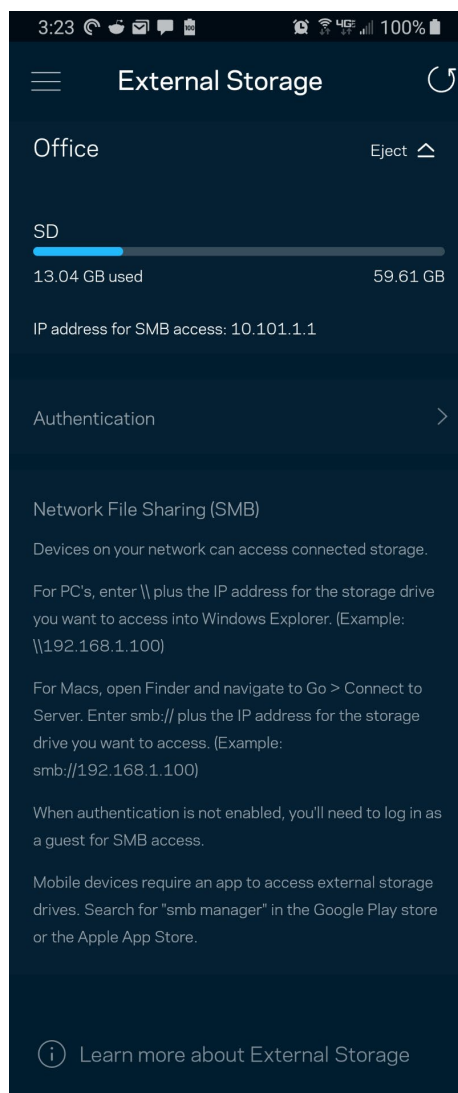 3:23 100%
External Storage
Office Eject
SD
13.04 GB used 59.61 GB
IP address for SMB access: 10.101.1.1
Authentication
Network File Sharing (SMB)
Devices on your network can access connected storage.
For PC's, enter \\ plus the IP address for the storage drive
you want to access into Windows Explorer. (Example:
\\192.168.1.100)
For Macs, open Finder and navigate to Go > Connect to
Server. Enter smb:// plus the IP address for the storage
drive you want to access. (Example:
smb://192.168.1.100)
When authentication is not enabled, you'll need to log in as
a guest for SMB access.
Mobile devices require an app to access external storage
drives. Search for "smb manager" in the Google Play store
or the Apple App Store.
Learn more about External Storage